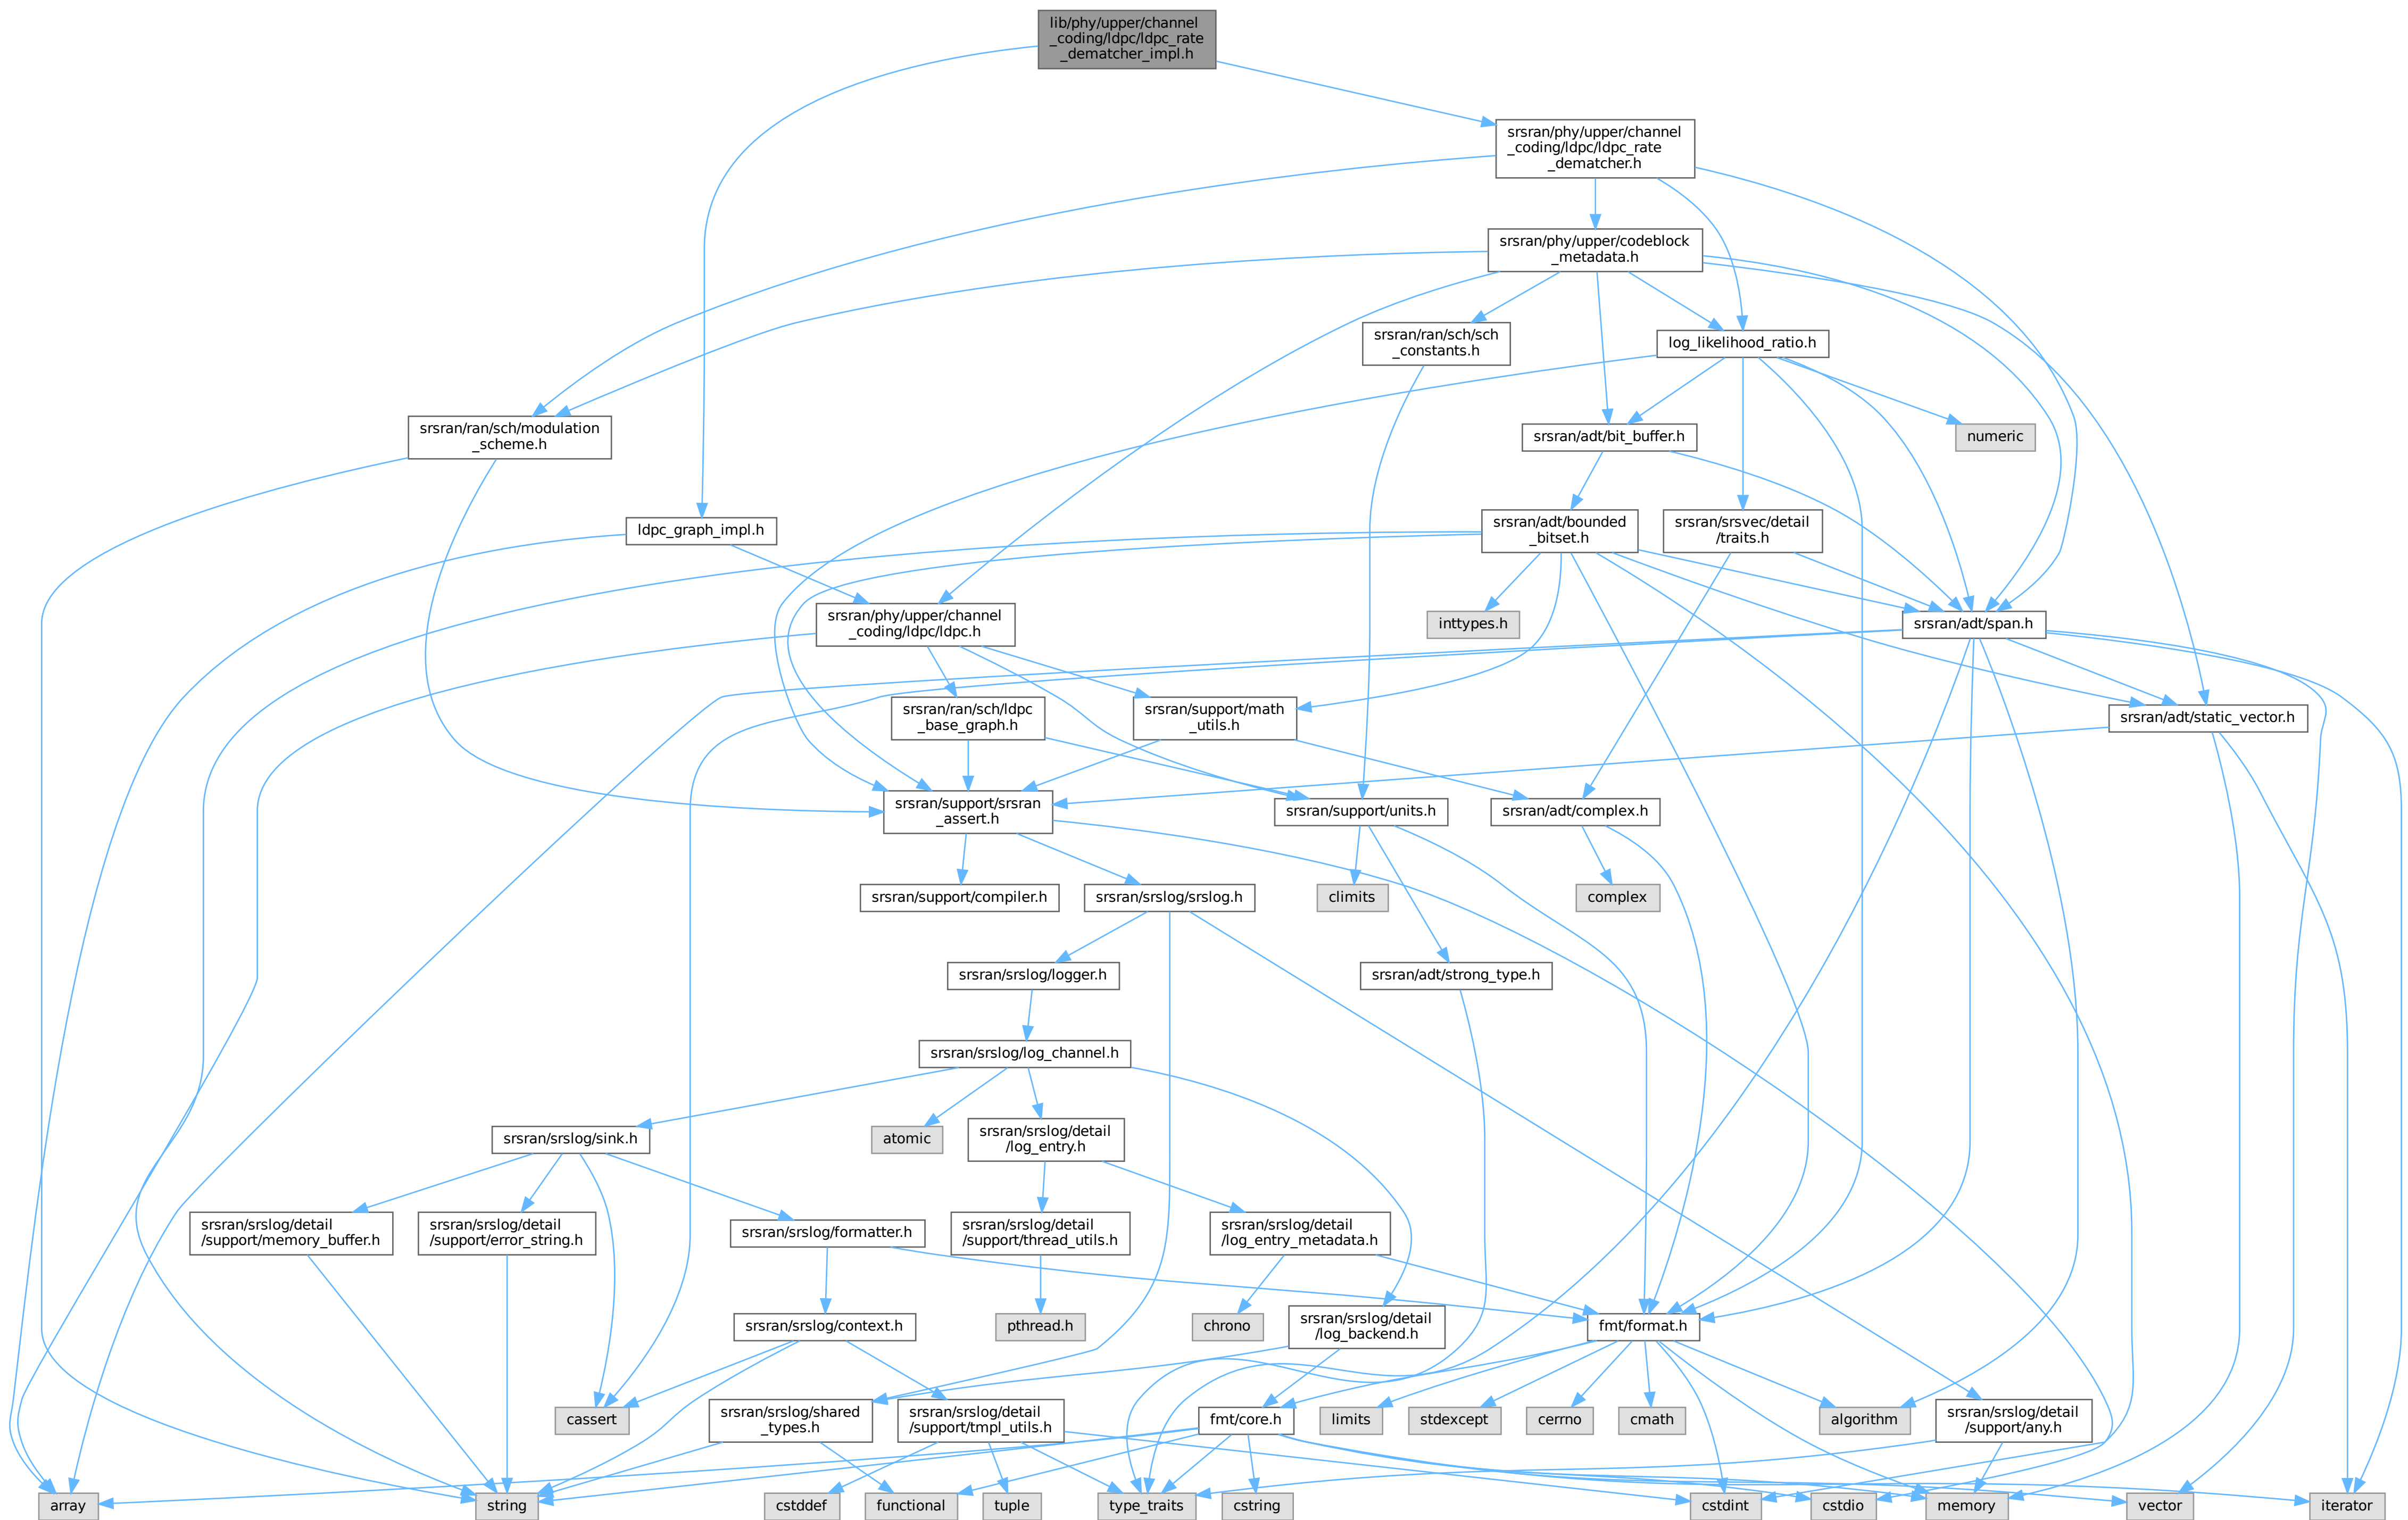 lib/phy/upper/channel
_coding/ldpc/ldpc_rate
_dematcher_impl.h
srsran/phy/upper/channel
_coding/ldpc/ldpc_rate
_dematcher.h
srsran/phy/upper/codeblock
_metadata.h
srsran/ran/sch/sch
_constants.h
log_likelihood_ratio.h
srsran/ran/sch/modulation
_scheme.h
srsran/adt/bit_buffer.h
numeric
ldpc_graph_impl.h
srsran/adt/bounded
_bitset.h
srsran/srsvec/detail
/traits.h
srsran/phy/upper/channel
_coding/ldpc/ldpc.h
inttypes.h
srsran/adt/span.h
srsran/ran/sch/ldpc
_base_graph.h
srsran/support/math
_utils.h
srsran/adt/static_vector.h
srsran/support/srsran
_assert.h
srsran/support/units.h
srsran/adt/complex.h
srsran/support/compiler.h
srsran/srslog/srslog.h
climits
complex
srsran/srslog/logger.h
srsran/adt/strong_type.h
srsran/srslog/log_channel.h
srsran/srslog/sink.h
atomic
srsran/srslog/detail
/log_entry.h
srsran/srslog/detail
/support/memory_buffer.h
srsran/srslog/detail
/support/error_string.h
srsran/srslog/formatter.h
srsran/srslog/detail
/support/thread_utils.h
srsran/srslog/detail
/log_entry_metadata.h
srsran/srslog/context.h
pthread.h
chrono
srsran/srslog/detail
/log_backend.h
fmt/format.h
cassert
srsran/srslog/shared
_types.h
srsran/srslog/detail
/support/tmpl_utils.h
fmt/core.h
limits
stdexcept
cerrno
cmath
algorithm
srsran/srslog/detail
/support/any.h
array
string
cstddef
functional
tuple
type_traits
cstring
cstdint
cstdio
memory
vector
iterator